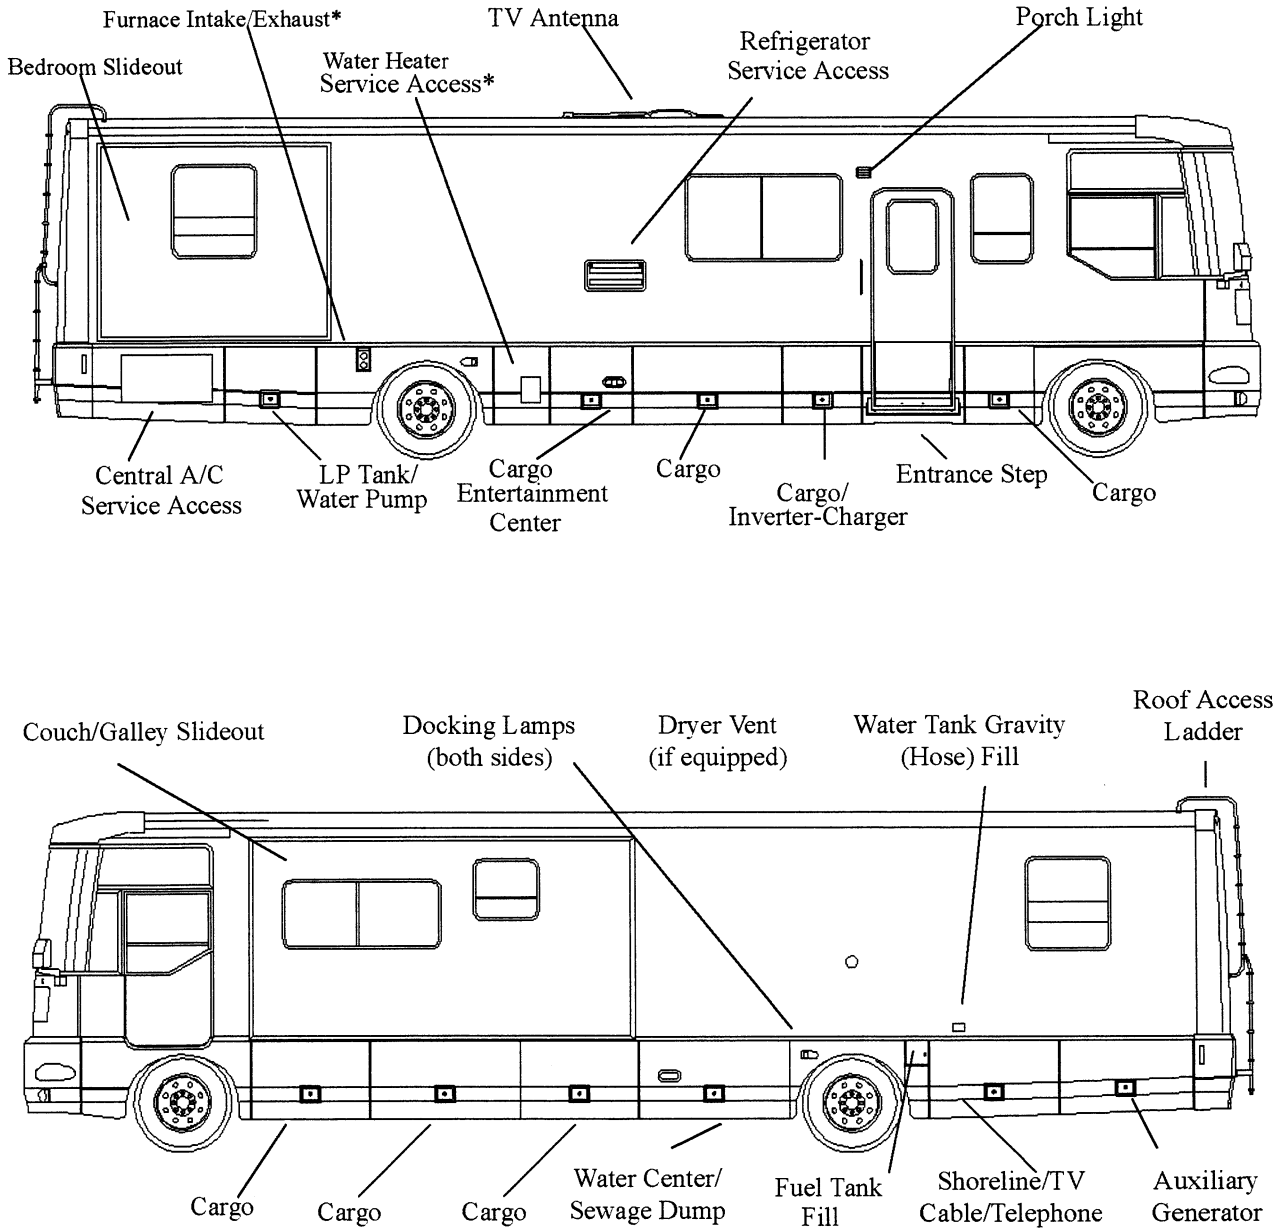 Furnace Intake/Exhaust*
TV Antenna
Porch Light
Bedroom Slideout
Water Heater
Service Access*
Refrigerator
Service Access
Central A/C
Service Access
LP Tank/
Water Pump
Cargo
Entertainment
Center
Cargo
Cargo/
Inverter-Charger
Entrance Step
Cargo
Couch/Galley Slideout
Docking Lamps
(both sides)
Dryer Vent
(if equipped)
Water Tank Gravity
(Hose) Fill
Roof Access
Ladder
Cargo
Cargo
Cargo
Water Center/
Sewage Dump
Fuel Tank
Fill
Shoreline/TV
Cable/Telephone
Auxiliary
Generator